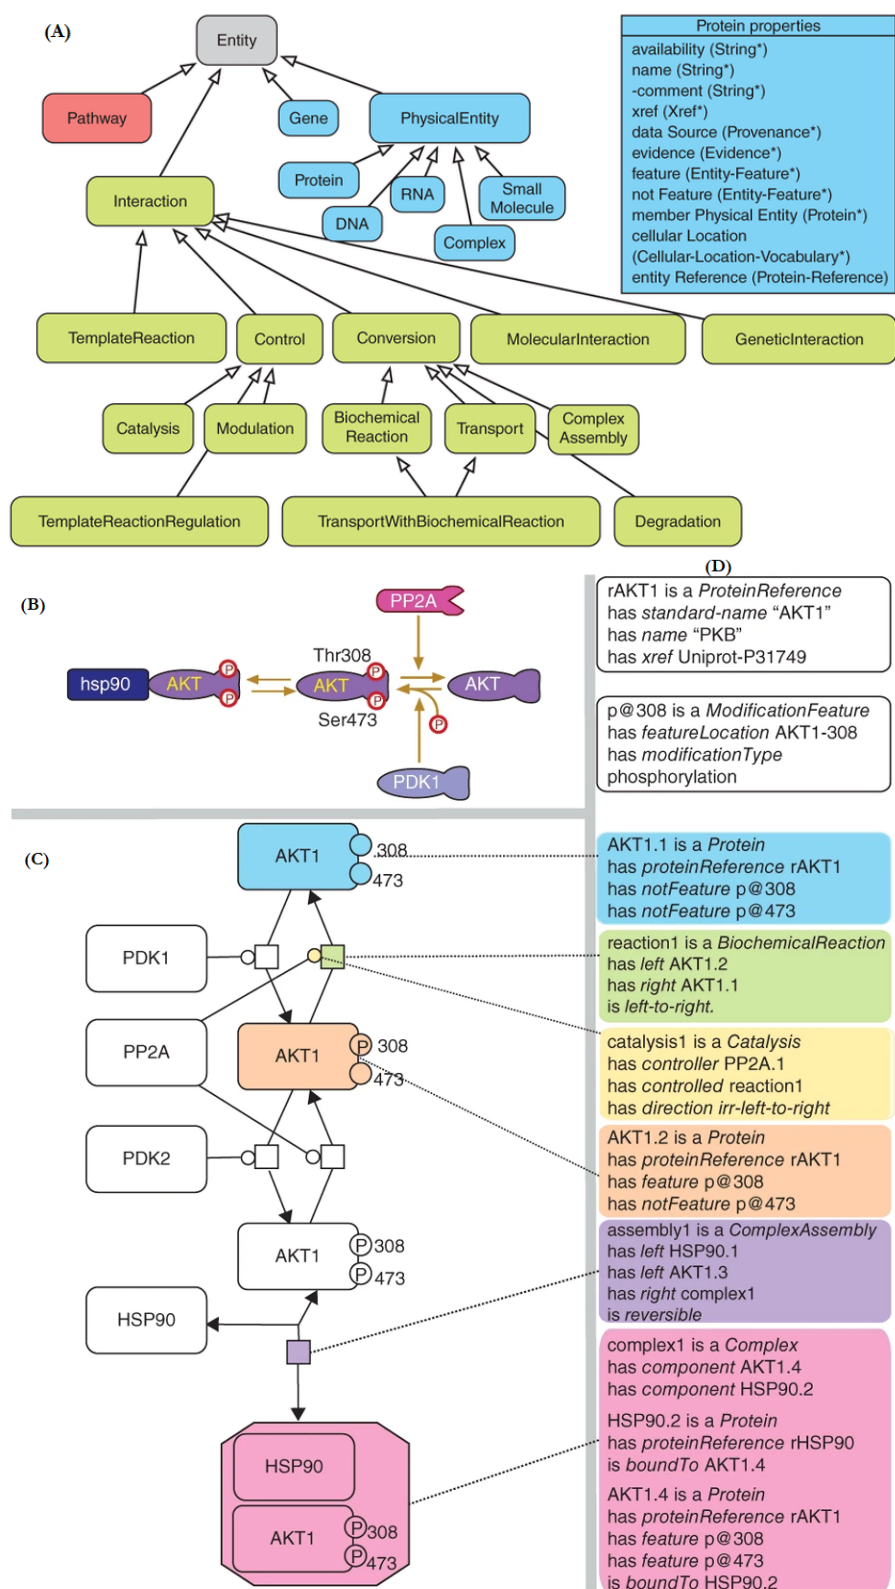 (A)
Entity
Pathway
Gene
PhysicalEntity
Protein
RNA
Small
Molecule
DNA
Complex
Interaction
Protein properties
availability (String*)
name (String*)
-comment (String*)
xref (Xref*)
data Source (Provenance*)
evidence (Evidence*)
feature (Entity-Feature*)
not Feature (Entity-Feature*)
member Physical Entity (Protein*)
cellular Location
(Cellular-Location-Vocabulary*)
entity Reference (Protein-Reference)
TemplateReaction
Control
Conversion
MolecularInteraction
GeneticInteraction
Catalysis
Modulation
Biochemical
Reaction
Transport
Complex
Assembly
TemplateReactionRegulation
TransportWithBiochemicalReaction
Degradation
(B)
PP2A
Thr308
hsp90
AKT
P
P
AKT
P
P
AKT
Ser473
P
PDK1
(D)
rAKT1 is a ProteinReference
has standard-name “AKT1”
has name “PKB”
has xref Uniprot-P31749
p@308 is a ModificationFeature
has featureLocation AKT1-308
has modificationType
phosphorylation
(C)
AKT1
308
473
PDK1
PP2A
AKT1
P
308
473
PDK2
AKT1
P
308
P
473
HSP90
HSP90
AKT1
P
308
P
473
AKT1.1 is a Protein
has proteinReference rAKT1
has notFeature p@308
has notFeature p@473
reaction1 is a BiochemicalReaction
has left AKT1.2
has right AKT1.1
is left-to-right.
catalysis1 is a Catalysis
has controller PP2A.1
has controlled reaction1
has direction irr-left-to-right
AKT1.2 is a Protein
has proteinReference rAKT1
has feature p@308
has notFeature p@473
assembly1 is a ComplexAssembly
has left HSP90.1
has left AKT1.3
has right complex1
is reversible
complex1 is a Complex
has component AKT1.4
has component HSP90.2
HSP90.2 is a Protein
has proteinReference rHSP90
is boundTo AKT1.4
AKT1.4 is a Protein
has proteinReference rAKT1
has feature p@308
has feature p@473
is boundTo HSP90.2